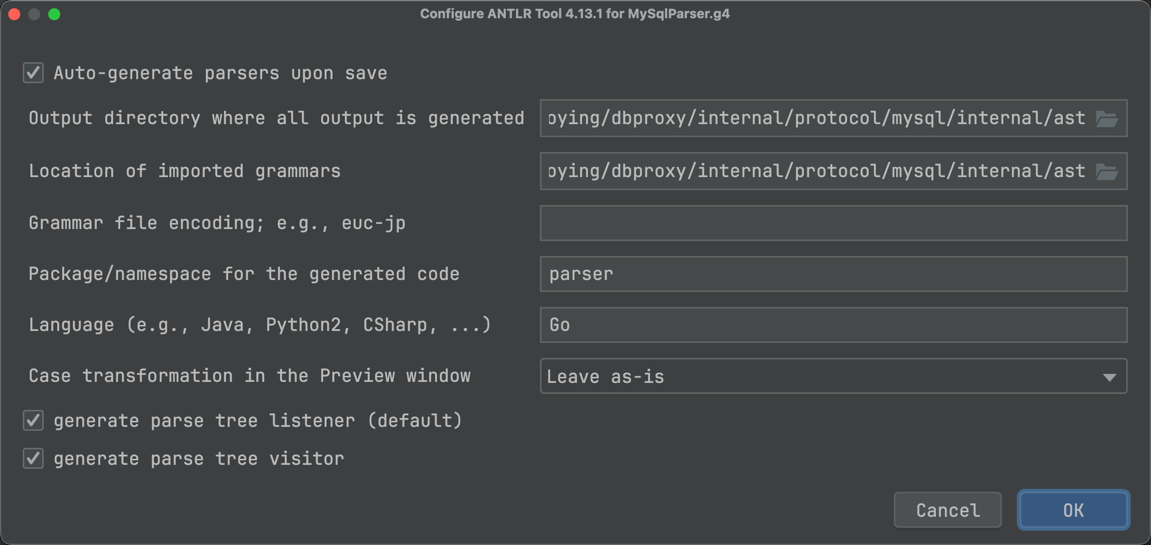 Configure ANTLR Tool 4.13.1 for MySqlParser.g4
Auto-generate parsers upon save
Output directory where all output is generated oying/dbproxy/internal/protocol/mysql/internal/ast
Location of imported grammars oying/dbproxy/internal/protocol/mysql/internal/ast
Grammar file encoding; e.g., euc-jp
Package/namespace for the generated code parser
Language (e.g., Java, Python2, CSharp, ...) Go
Case transformation in the Preview window Leave as-is
generate parse tree listener (default)
generate parse tree visitor
Cancel OK